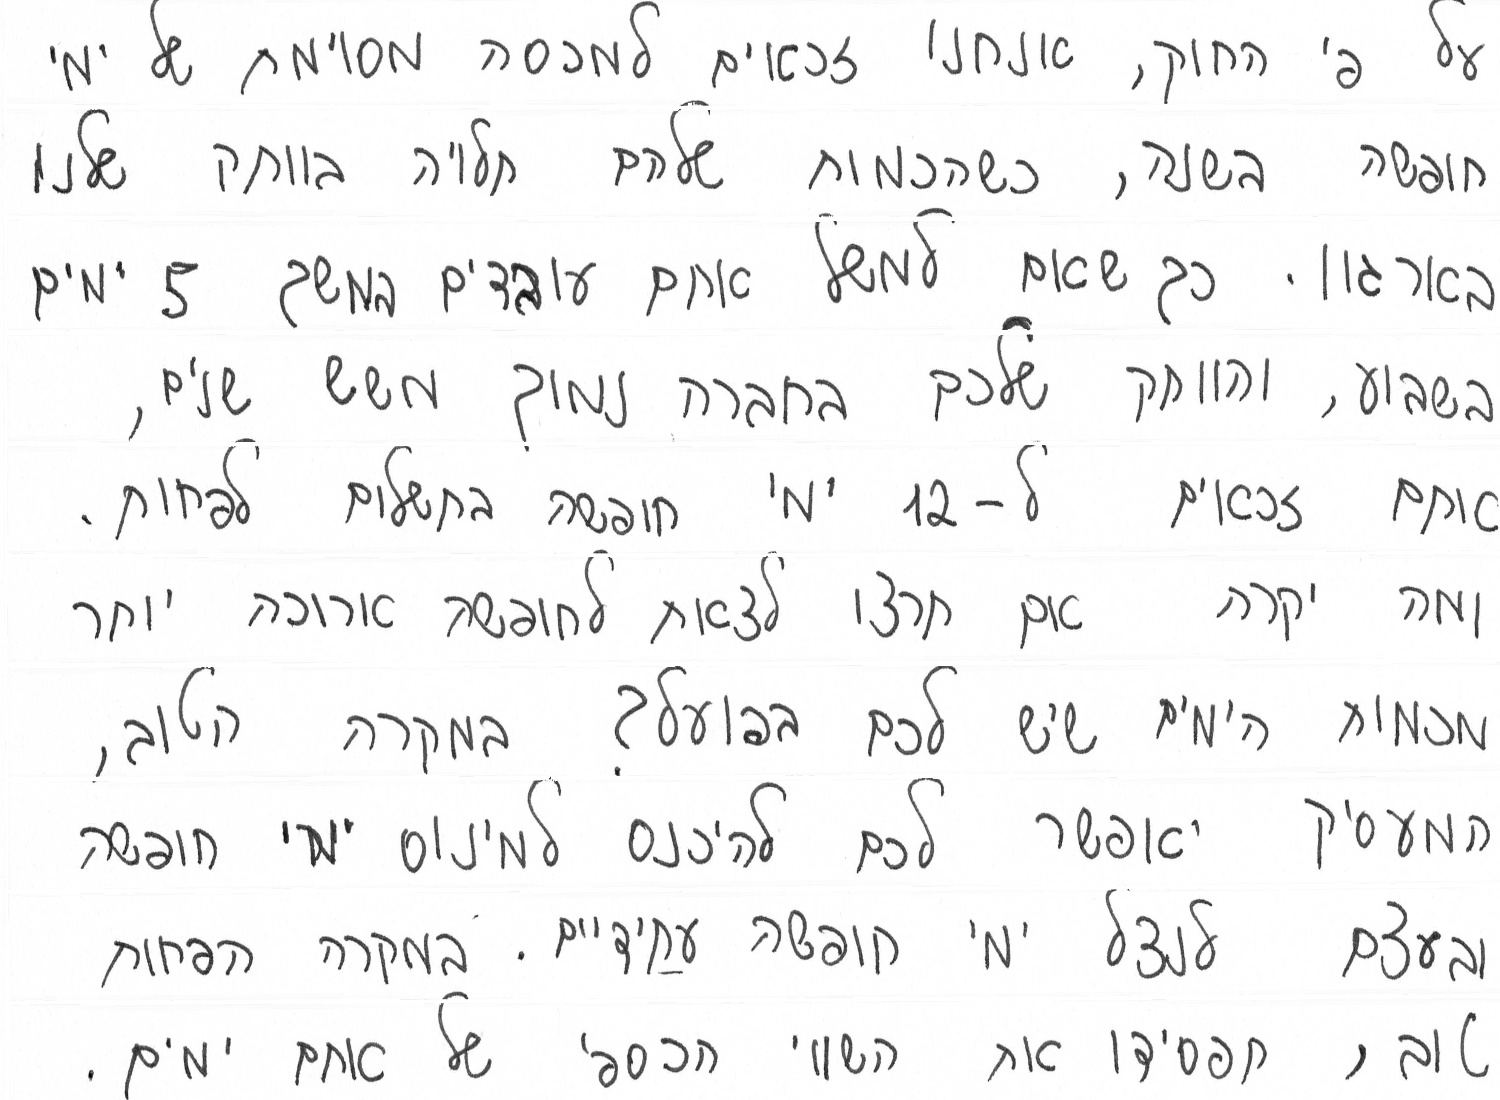 על פי החוק, אנחנו זכאים למכסה מסוימת של ימי
חופשה בשנה, כשהכמות שלהם תלויה בוותק שלנו
בארגון. כך שאם למשל אתם עובדים במשך 5 ימים
בשבוע, והוותק שלכם בחברה נמוך משש שנים,
אתם זכאים ל-12 ימי חופשה בתשלום לפחות.
ומה יקרה אם תרצו לצאת לחופשה ארוכה יותר
מכמות הימים שיש לכם בפועל? במקרה הטוב,
המעסיק יאפשר לכם להיכנס למינוס ימי חופשה
ובעצם לנצל ימי חופשה עתידיים. במקרה הפחות
טוב, תפסידו את השווי הכספי של אותם ימים.